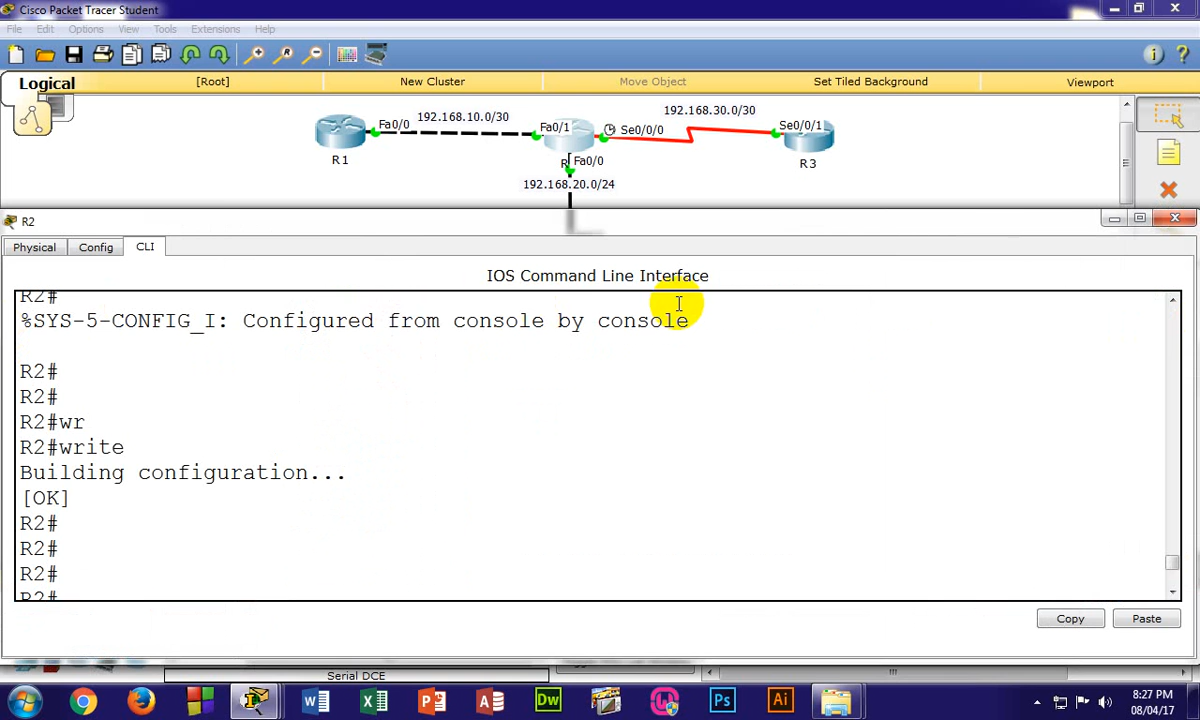 Cisco Packet Tracer Student
File Edit Options View Tools Extensions Help
Logical [Root] New Cluster Move Object Set Tiled Background Viewport
192.168.10.0/30
192.168.30.0/30
Fa0/0
Fa0/1
Se0/0/0
Se0/0/1
R1
R
Fa0/0
R3
192.168.20.0/24
R2
Physical Config CLI
IOS Command Line Interface
R2#
%SYS-5-CONFIG_I: Configured from console by console
R2#
R2#
R2#wr
R2#write
Building configuration...
[OK]
R2#
R2#
R2#
R2#
Copy Paste
Serial DCE
Dw
Ps
Ai
8:27 PM
08/04/17